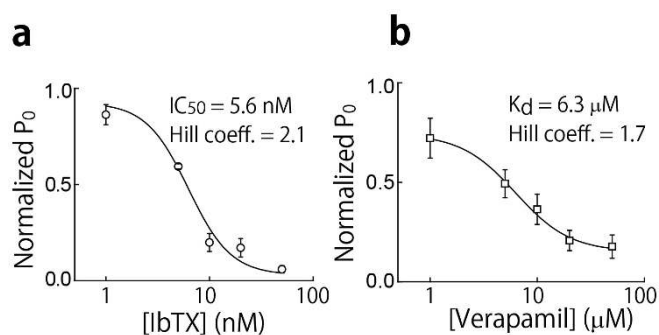 a
1.0
0.5
0.0
Normalized P0
IC50 = 5.6 nM
Hill coeff. = 2.1
1
10
100
[IbTX] (nM)
b
1.0
0.5
0.0
Normalized P0
Kd = 6.3 μM
Hill coeff. = 1.7
1
10
100
[Verapamil] (μM)